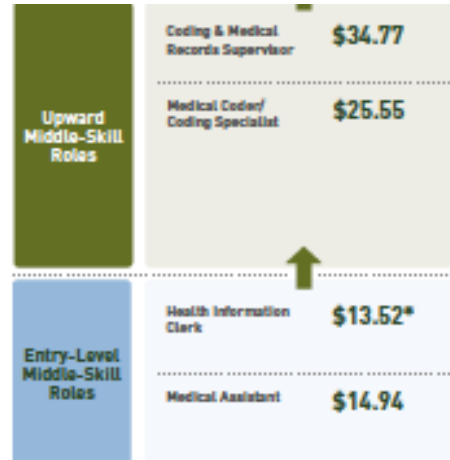 Upward
Middle-Skill
Roles
Coding & Medical
Records Supervisor
$34.77
Medical Coder/
Coding Specialist
$25.55
Entry-Level
Middle-Skill
Roles
Health Information
Clerk
$13.52*
Medical Assistant
$14.94